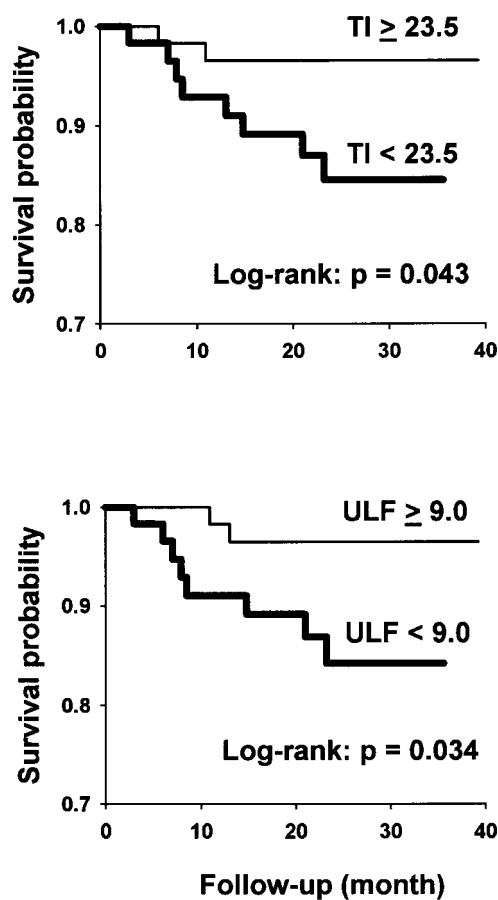 Survival probability
1.0
0.9
0.8
0.7
TI ≥ 23.5
TI < 23.5
Log-rank: p = 0.043
0 10 20 30 40
Survival probability
1.0
0.9
0.8
0.7
ULF ≥ 9.0
ULF < 9.0
Log-rank: p = 0.034
0 10 20 30 40
Follow-up (month)